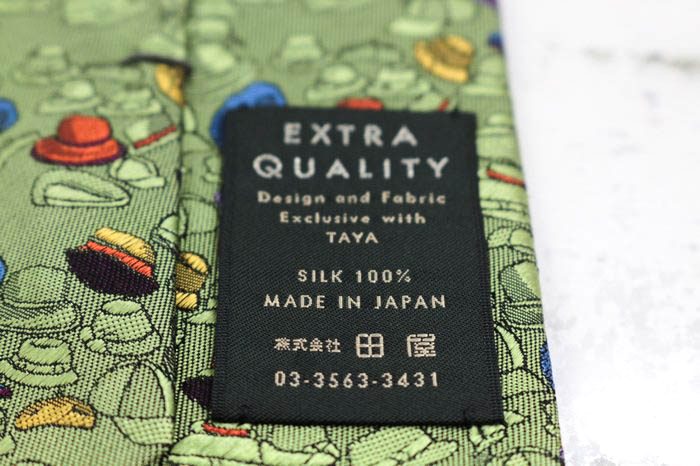 EXTRA
QUALITY
Design and Fabric
Exclusive with
TAYA
SILK 100%
MADE IN JAPAN
株式会社 田 屋
03-3563-3431